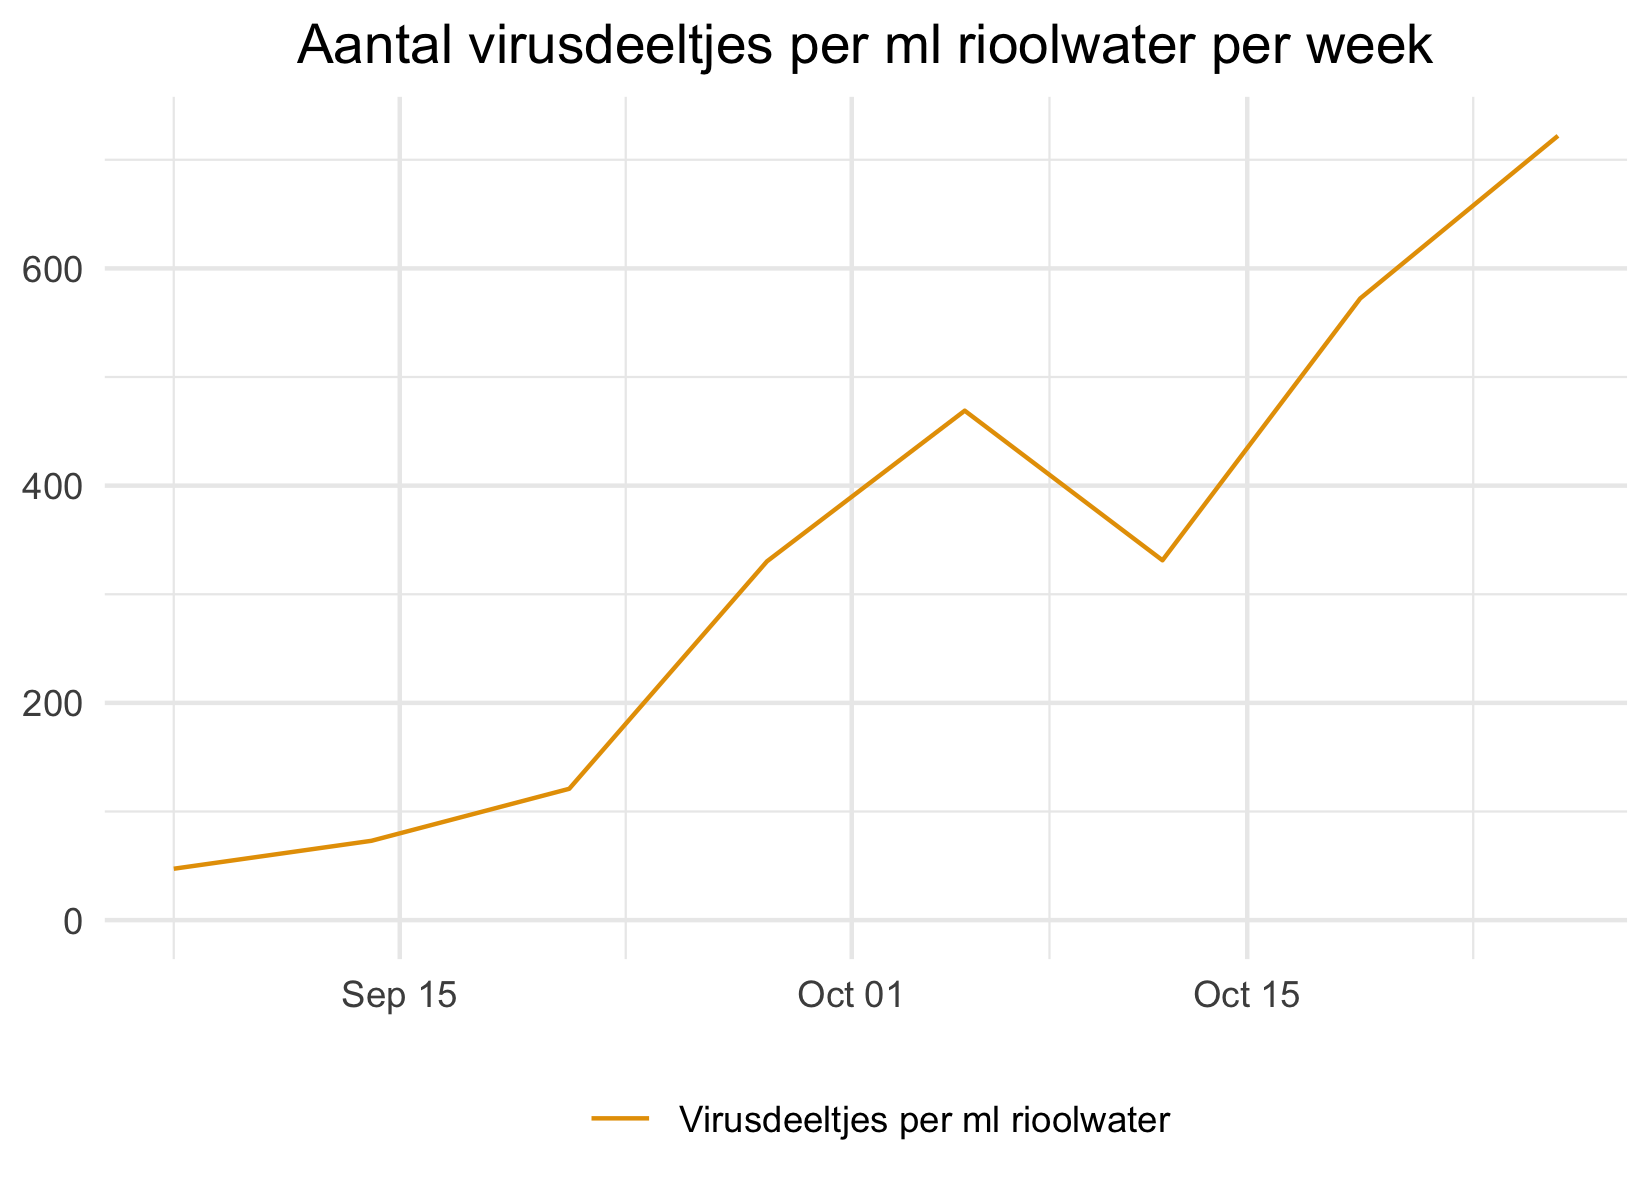 Aantal virusdeeltjes per ml rioolwater per week
600
400
200
0
Sep 15
Oct 01
Oct 15
Virusdeeltjes per ml rioolwater